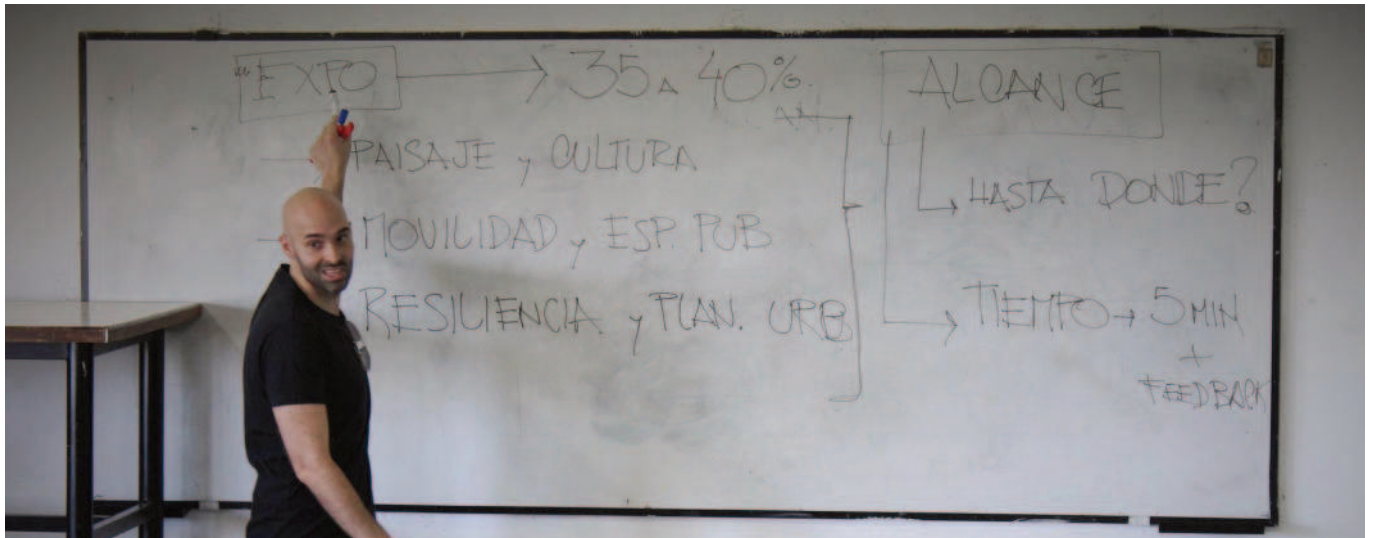 "EXPO → 35 A 40%
PAISAJE y CULTURA
MOVILIDAD y ESP. PUB
RESILIENCIA y PLAN. URB
ALCANCE
HASTA DONDE?
TIEMPO → 5 MIN
+
FEEDBACK